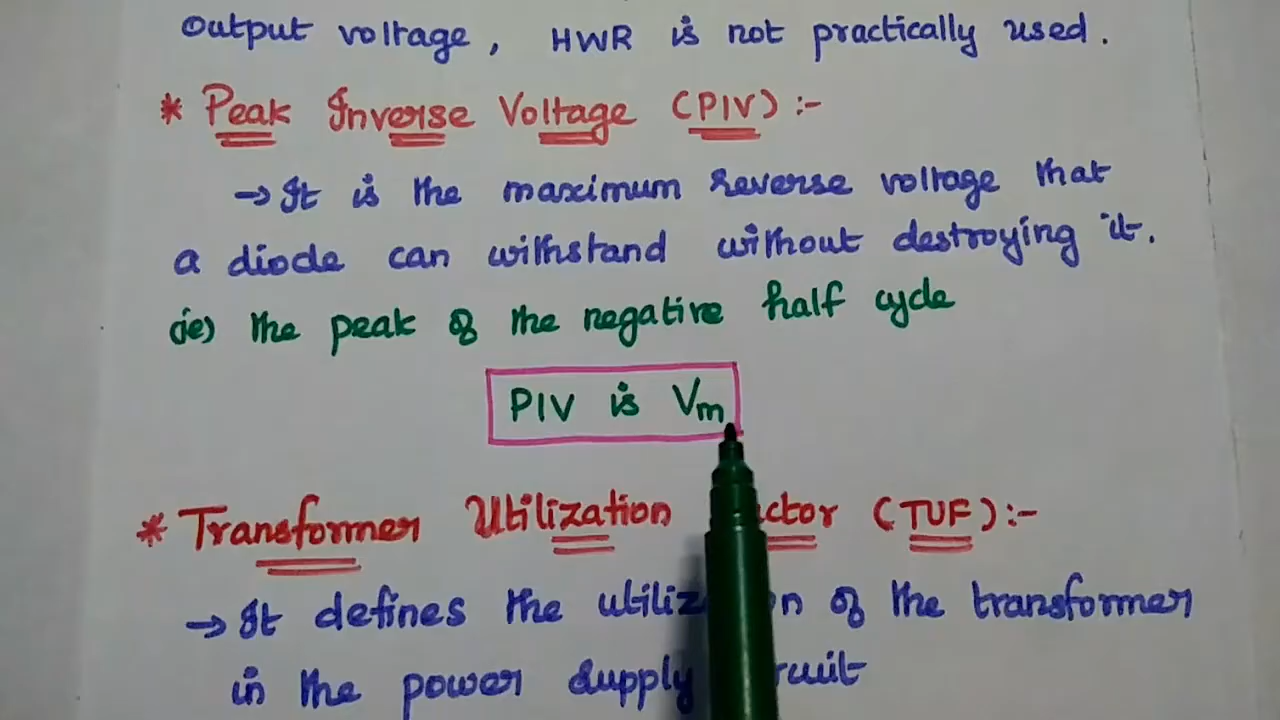 output voltage, HWR is not practically used.
* Peak Inverse Voltage (PIV) :-
→ It is the maximum reverse voltage that
a diode can withstand without destroying it.
(ie) the peak of the negative half cycle
PIV is Vm
* Transformer Utilization (TUF) :-
→ It defines the of the transformer
in the power supply